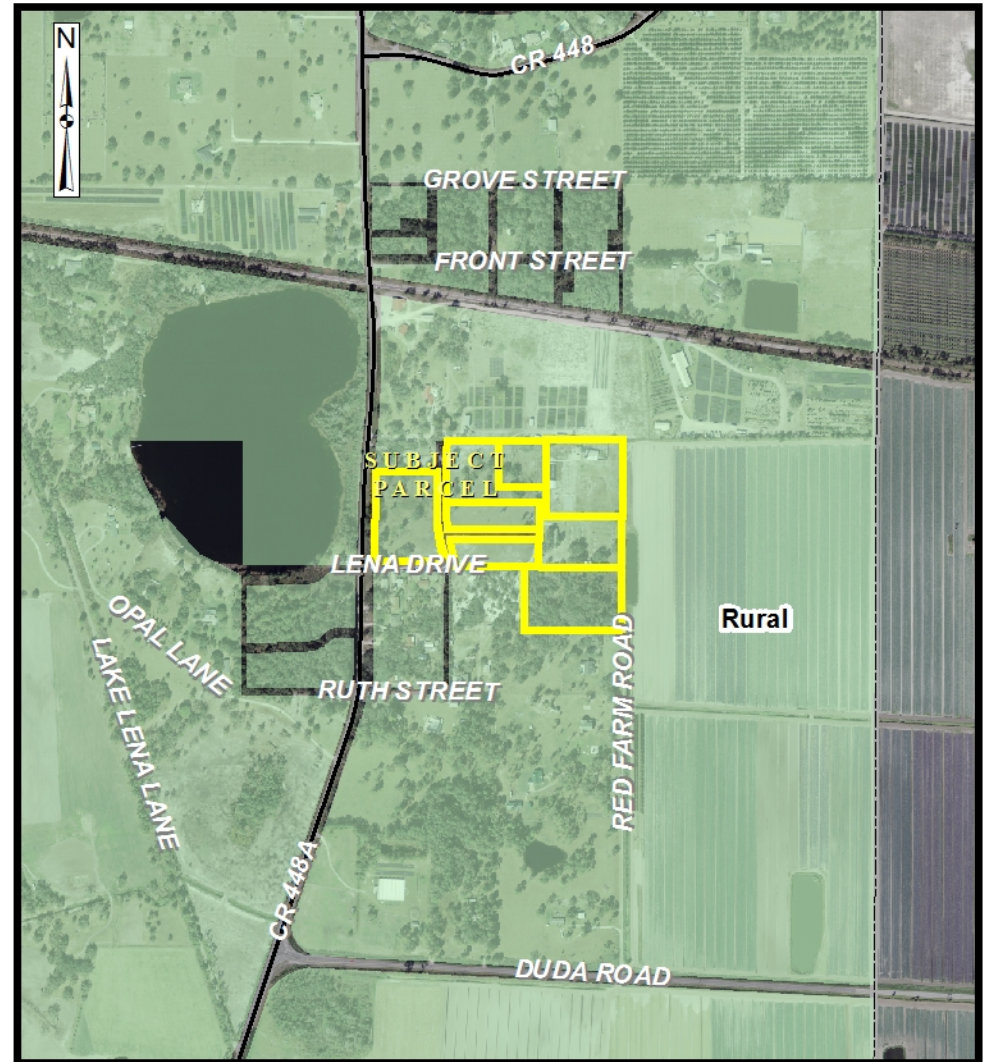 N
CR 448
GROVE STREET
FRONT STREET
SUBJECT
PARCEL
LENA DRIVE
OPAL LANE
Rural
LAKE LENA LANE
RUTH STREET
RED FARM ROAD
CR 448A
DUDA ROAD